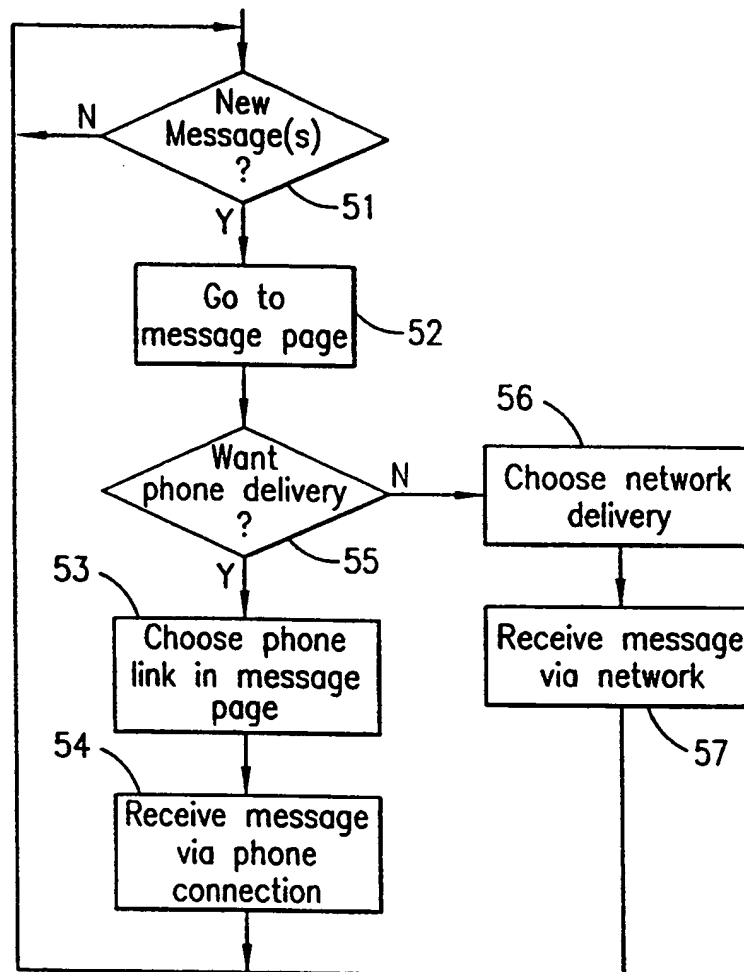 New
Message(s)
?
N
51
Y
Go to
message page
52
Want
phone delivery
?
N
55
Y
56
Choose network
delivery
53
Choose phone
link in message
page
Receive message
via network
57
54
Receive message
via phone
connection